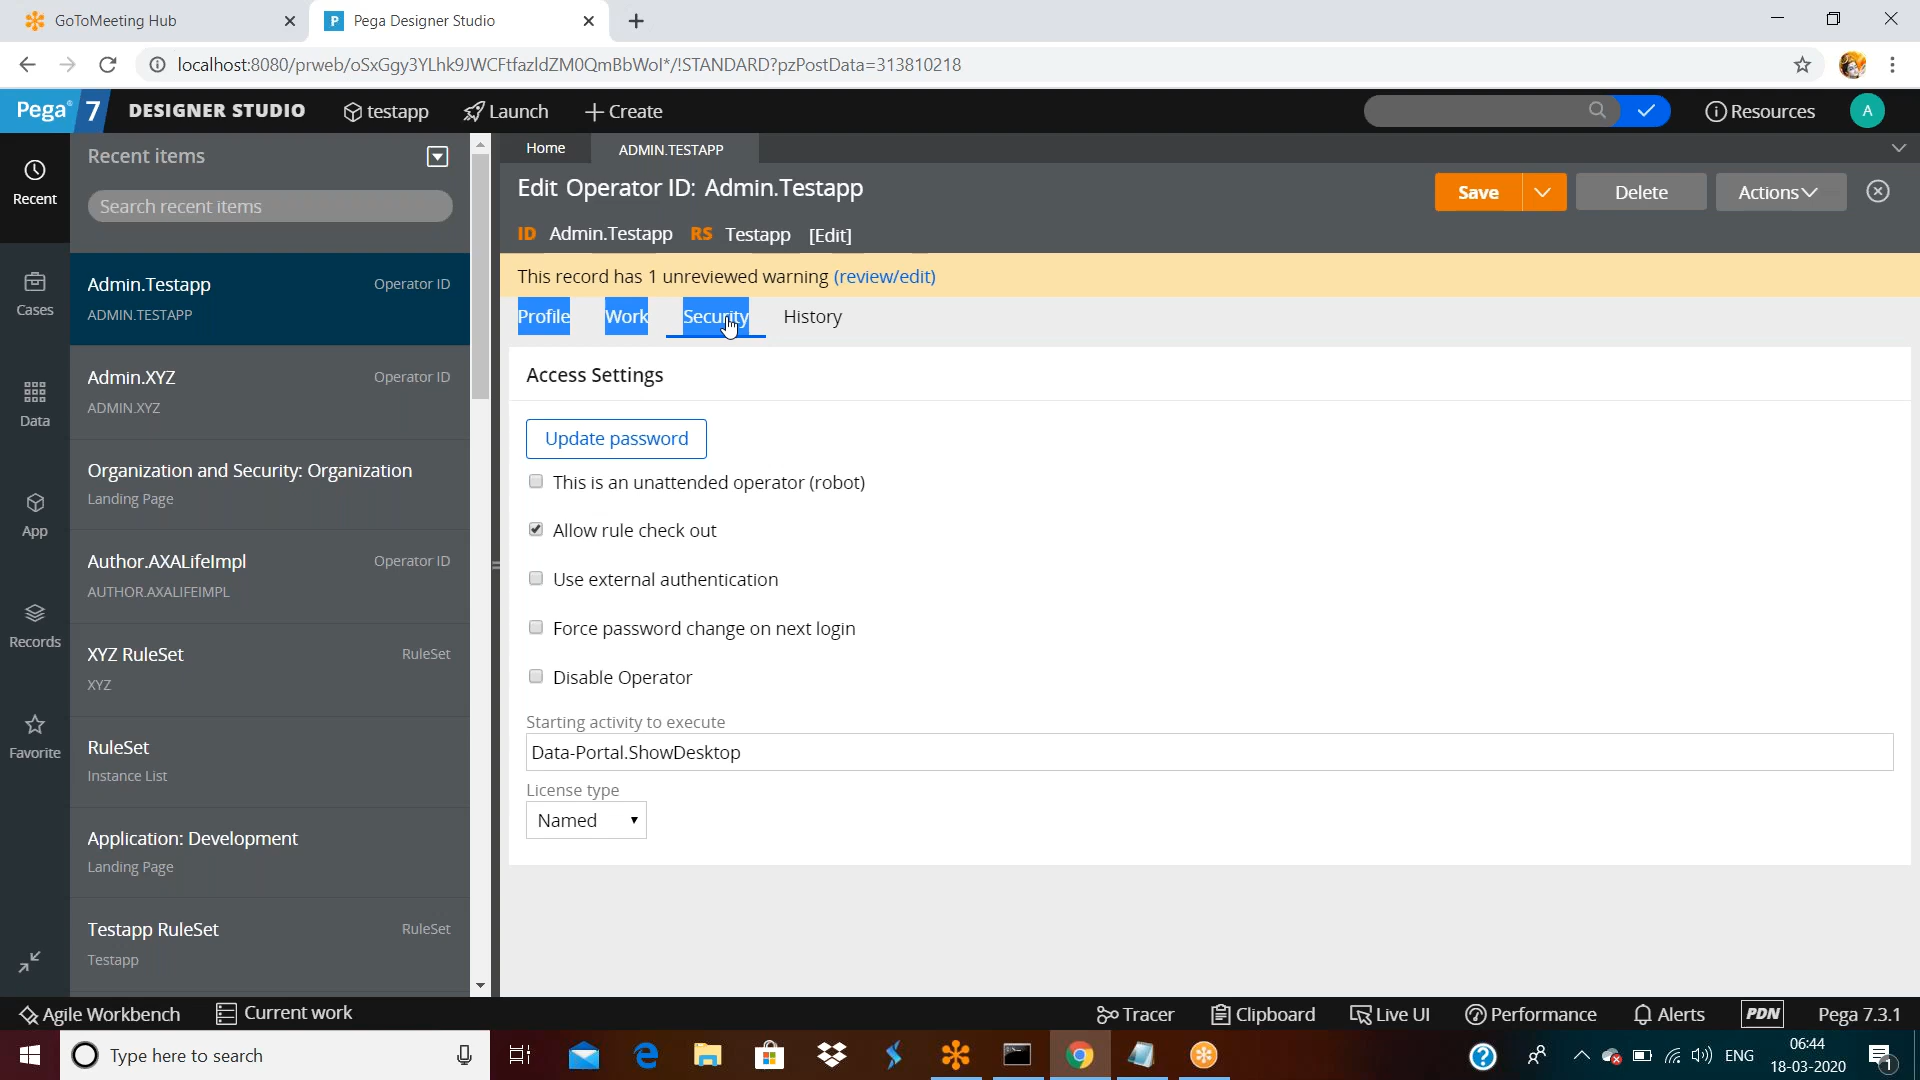 GoToMeeting Hub
Pega Designer Studio
localhost:8080/prweb/oSxGgy3YLhk9JWCFtfazldZM0QmBbWoI*/!STANDARD?pzPostData=313810218
Pega 7 DESIGNER STUDIO testapp Launch Create Resources A
Recent items
Search recent items
Recent
Cases
Data
App
Records
Favorite
Admin.Testapp Operator ID
ADMIN.TESTAPP
Admin.XYZ Operator ID
ADMIN.XYZ
Organization and Security: Organization
Landing Page
Author.AXALifeImpl Operator ID
AUTHOR.AXALIFEIMPL
XYZ RuleSet RuleSet
XYZ
RuleSet
Instance List
Application: Development
Landing Page
Testapp RuleSet RuleSet
Testapp
Home ADMIN.TESTAPP
Edit Operator ID: Admin.Testapp
Save Delete Actions
ID Admin.Testapp RS Testapp [Edit]
This record has 1 unreviewed warning (review/edit)
Profile Work Security History
Access Settings
Update password
This is an unattended operator (robot)
Allow rule check out
Use external authentication
Force password change on next login
Disable Operator
Starting activity to execute
Data-Portal.ShowDesktop
License type
Named
Agile Workbench Current work Tracer Clipboard Live UI Performance Alerts PDN Pega 7.3.1
Type here to search
ENG
06:44
18-03-2020
1